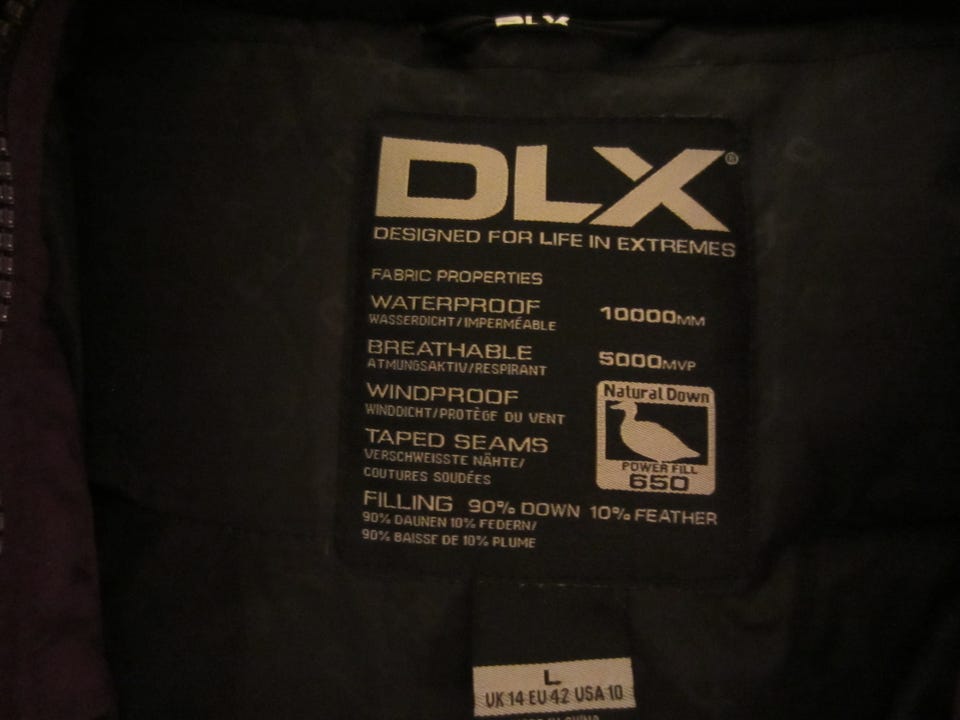 DLX
DLX®
DESIGNED FOR LIFE IN EXTREMES
FABRIC PROPERTIES
WATERPROOF 10000MM
WASSERDICHT/IMPERMÉABLE
BREATHABLE 5000MVP
ATMUNGSAKTIV/RESPIRANT
WINDPROOF
WINDDICHT/PROTÈGE DU VENT
TAPED SEAMS
VERSCHWEISSTE NÄHTE/
COUTURES SOUDÉES
Natural Down
POWER FILL
650
FILLING 90% DOWN 10% FEATHER
90% DAUNEN 10% FEDERN/
90% BAISSE DE 10% PLUME
L
UK 14 EU 42 USA 10